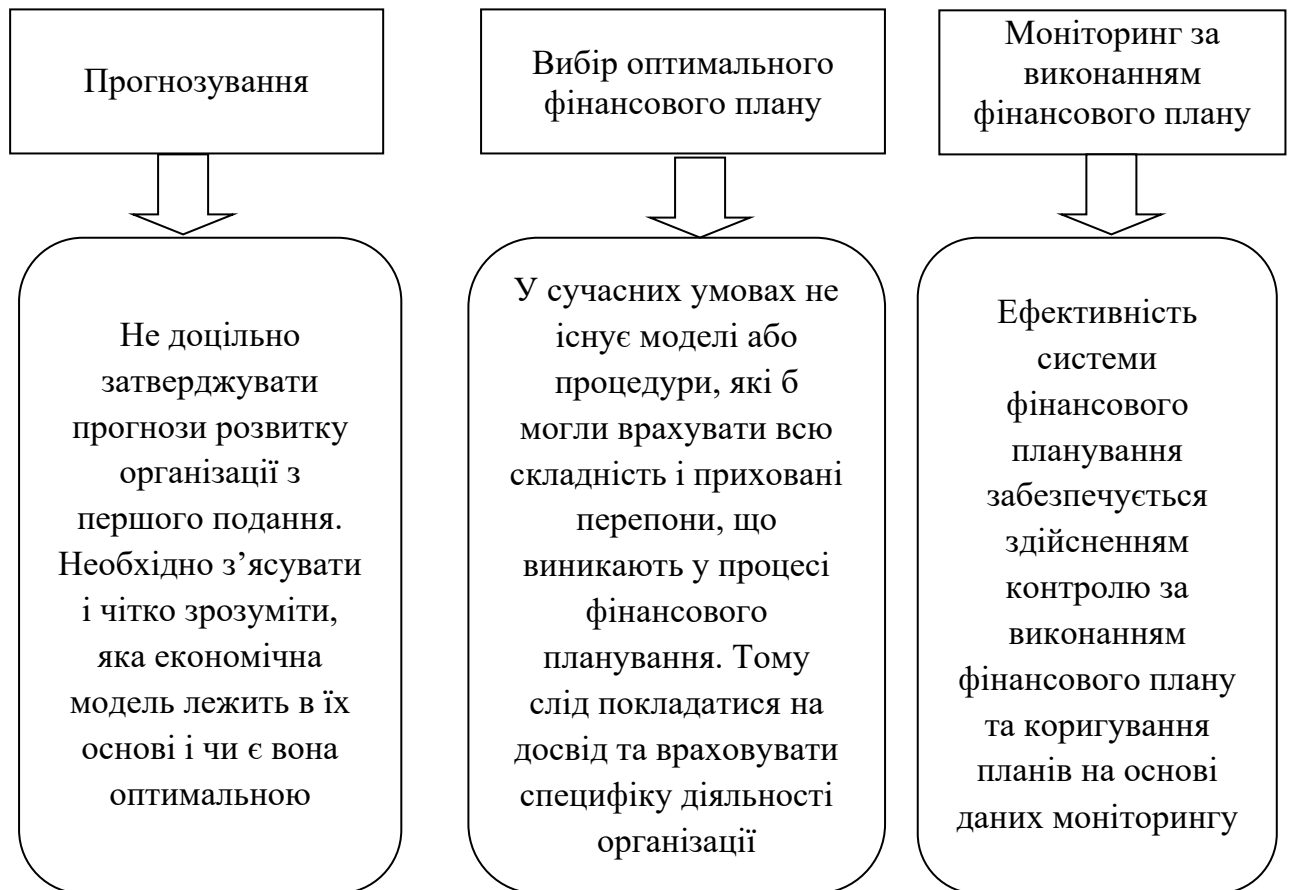 Прогнозування
Вибір оптимального
фінансового плану
Моніторинг за
виконанням
фінансового плану
Не доцільно
затверджувати
прогнози розвитку
організації з
першого подання.
Необхідно з’ясувати
і чітко зрозуміти,
яка економічна
модель лежить в їх
основі і чи є вона
оптимальною
У сучасних умовах не
існує моделі або
процедури, які б
могли врахувати всю
складність і приховані
перепони, що
виникають у процесі
фінансового
планування. Тому
слід покладатися на
досвід та враховувати
специфіку діяльності
організації
Ефективність
системи
фінансового
планування
забезпечується
здійсненням
контролю за
виконанням
фінансового плану
та коригування
планів на основі
даних моніторингу